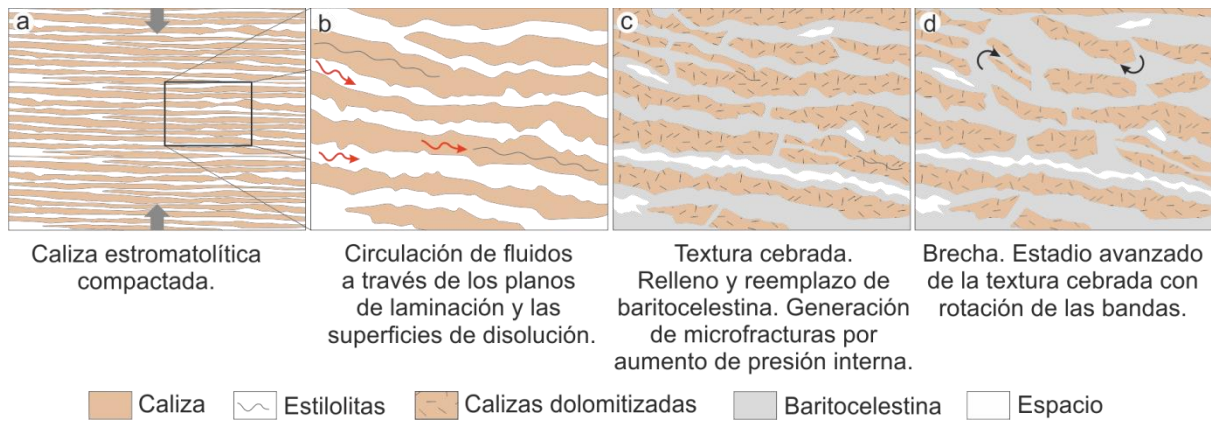 a
b
c
d
Caliza estromatolítica
compactada.
Circulación de fluidos
a través de los planos
de laminación y las
superficies de disolución.
Textura cebrada.
Relleno y reemplazo de
baritocelestina. Generación
de microfracturas por
aumento de presión interna.
Brecha. Estadio avanzado
de la textura cebrada con
rotación de las bandas.
Caliza
Estilolitas
Calizas dolomitizadas
Baritocelestina
Espacio